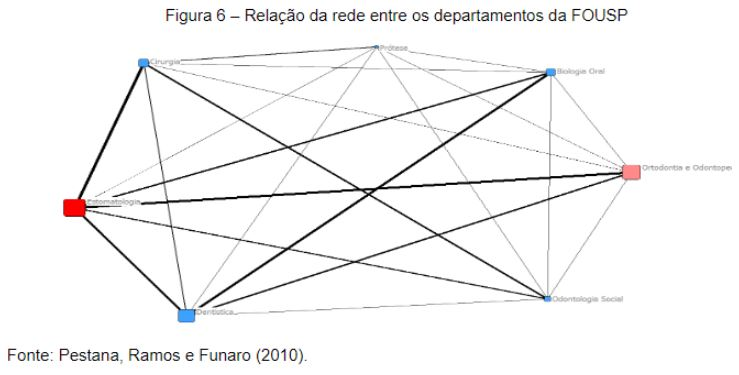 Figura 6 – Relação da rede entre os departamentos da FOUSP
Prótese
Cirurgia
Biologia Oral
Ortodontia e Odontope
Estomatologia
Odontologia Social
Dentística
Fonte: Pestana, Ramos e Funaro (2010).